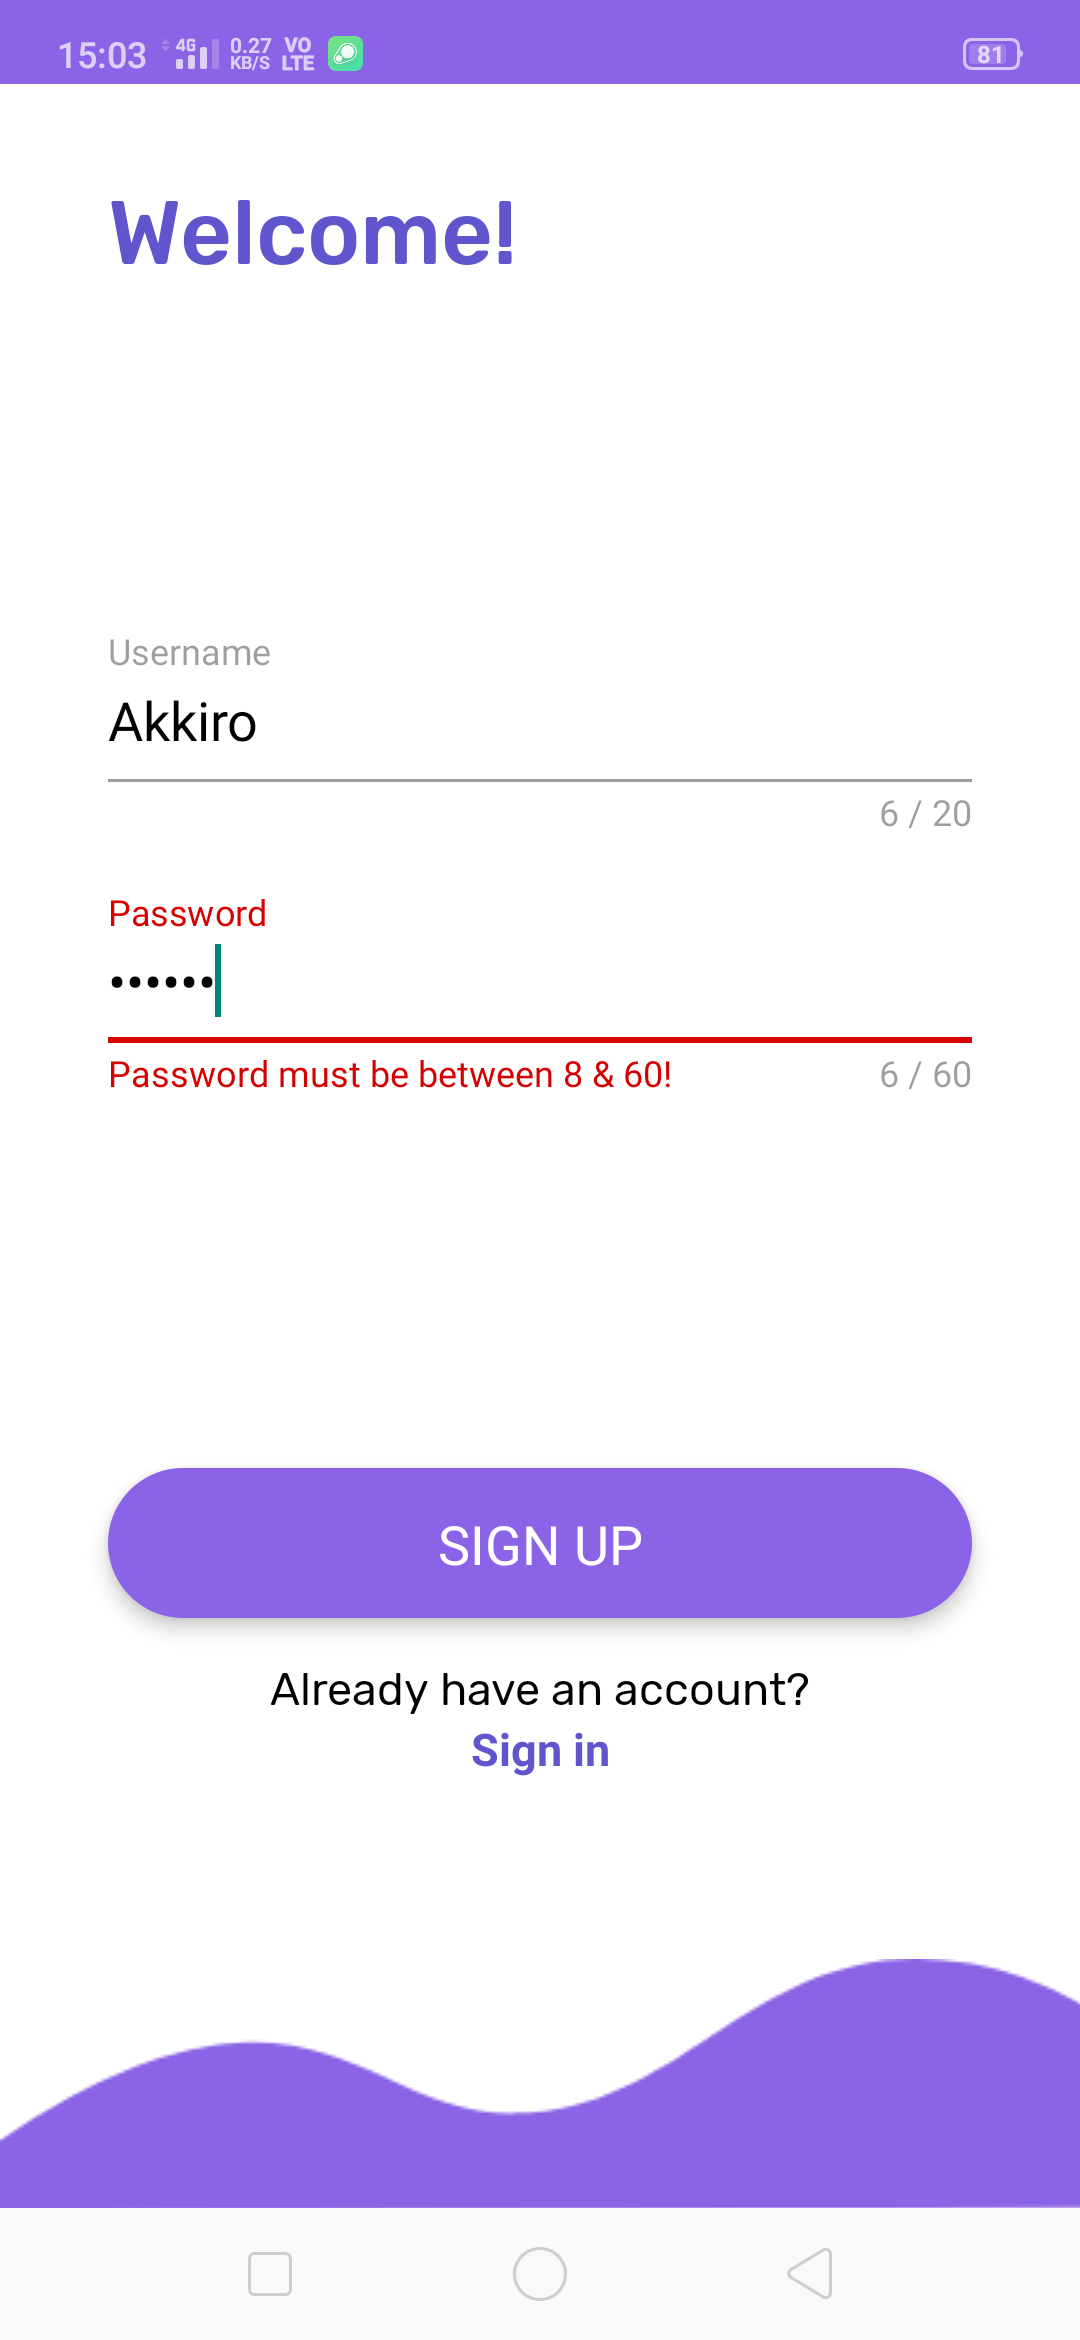 15:03 4G 0.27 KB/S VO LTE 81
Welcome!
Username
Akkiro
6 / 20
Password
••••••
Password must be between 8 & 60! 6 / 60
SIGN UP
Already have an account?
Sign in